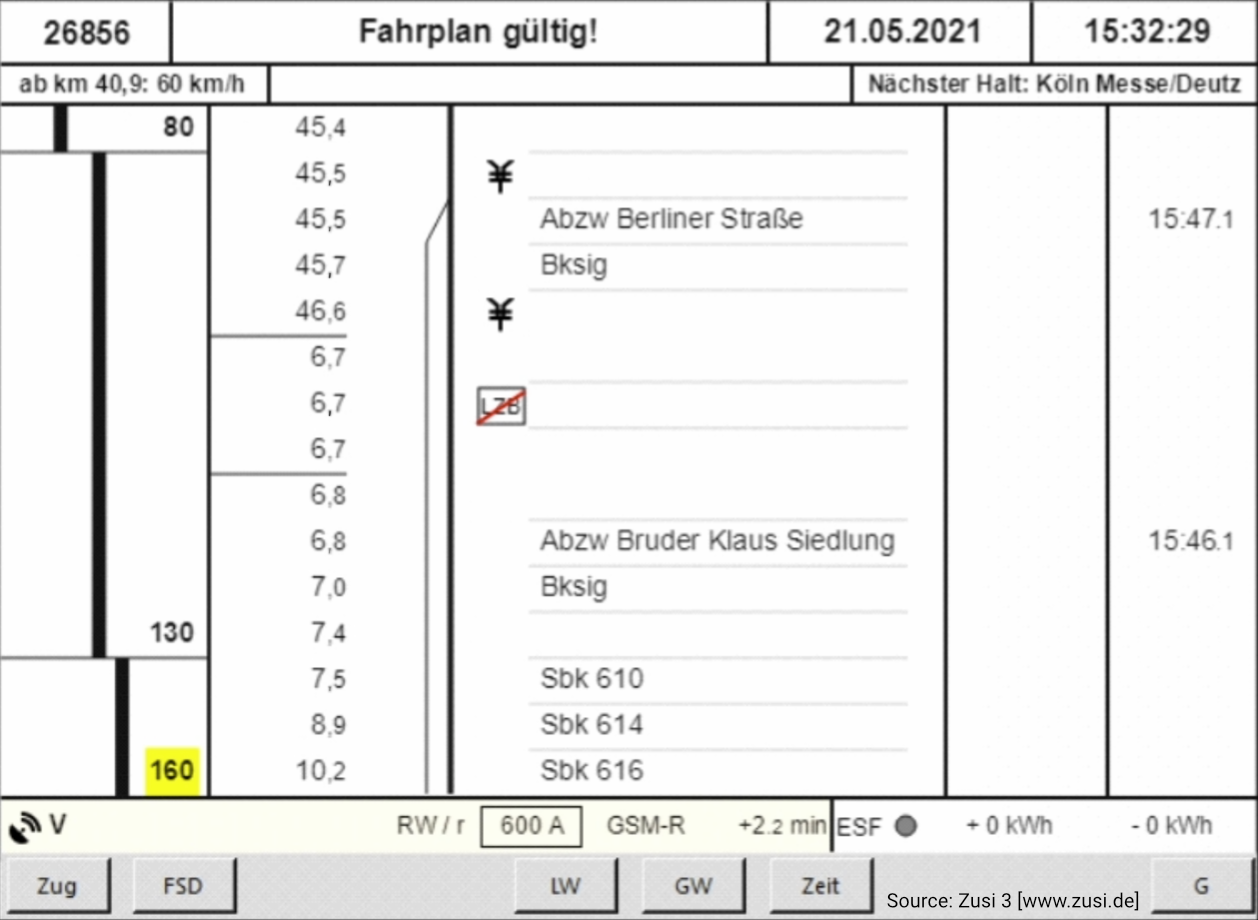 26856 Fahrplan gültig! 21.05.2021 15:32:29
ab km 40,9: 60 km/h Nächster Halt: Köln Messe/Deutz
80 45,4
45,5 ¥
45,5 Abzw Berliner Straße 15:47.1
45,7 Bksig
46,6 ¥
6,7
6,7 LZB
6,7
6,8
6,8 Abzw Bruder Klaus Siedlung 15:46.1
7,0 Bksig
130 7,4
7,5 Sbk 610
8,9 Sbk 614
160 10,2 Sbk 616
V RW / r 600 A GSM-R +2.2 min ESF + 0 kWh - 0 kWh
Zug FSD LW GW Zeit Source: Zusi 3 [www.zusi.de] G